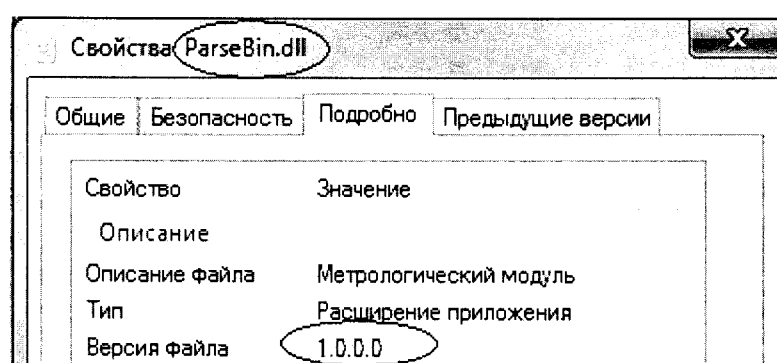 Свойства ParseBin.dll
Общие Безопасность Подробно Предыдущие версии
Свойство Значение
Описание
Описание файла Метрологический модуль
Тип Расширение приложения
Версия файла 1.0.0.0